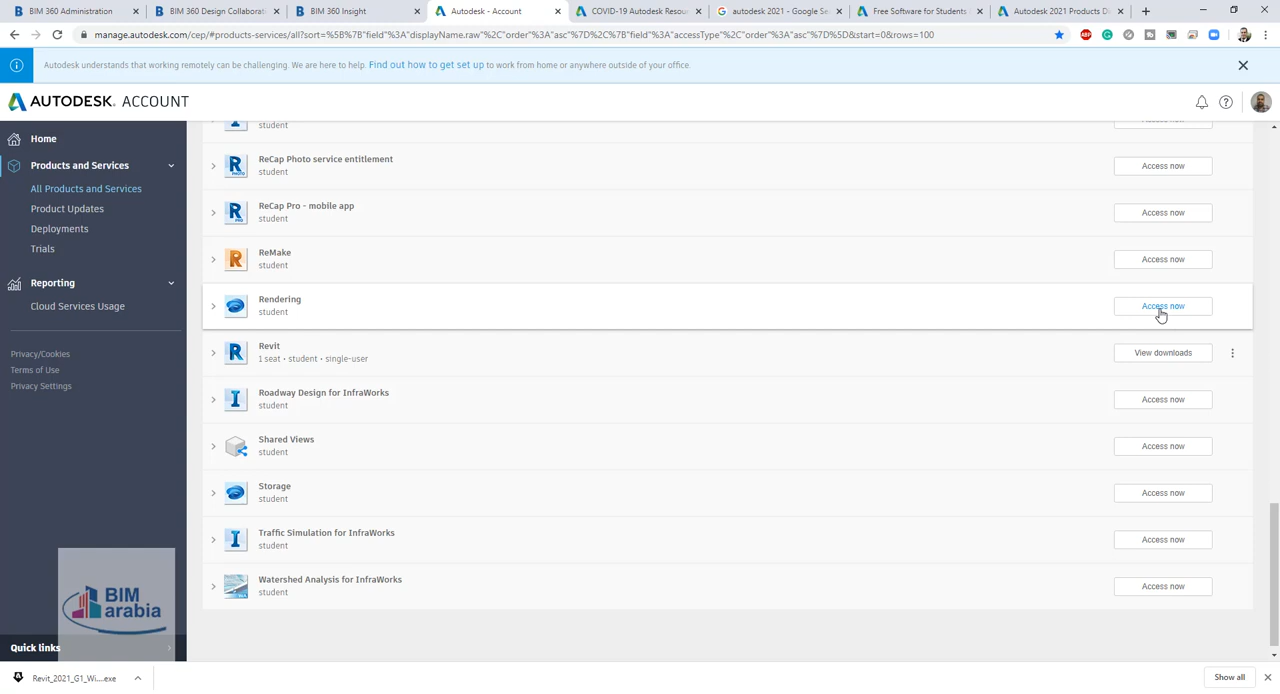 BIM 360 Administration
BIM 360 Design Collaborati
BIM 360 Insight
Autodesk - Account
COVID-19 Autodesk Resou
autodesk 2021 - Google Se
Free Software for Students
Autodesk 2021 Products Di
manage.autodesk.com/cep/#products-services/all?sort=%5B%7B"field"%3A"displayName.raw"%2C"order"%3A"asc"%7D%2C%7B"field"%3A"accessType"%2C"order"%3A"asc"%7D%5D&start=0&rows=100
Autodesk understands that working remotely can be challenging. We are here to help. Find out how to get set up to work from home or anywhere outside of your office.
AUTODESK. ACCOUNT
Home
Products and Services
All Products and Services
Product Updates
Deployments
Trials
Reporting
Cloud Services Usage
Privacy/Cookies
Terms of Use
Privacy Settings
BIM
arabia
Quick links
student
ReCap Photo service entitlement
student
Access now
ReCap Pro - mobile app
student
Access now
ReMake
student
Access now
Rendering
student
Access now
Revit
1 seat • student • single-user
View downloads
Roadway Design for InfraWorks
student
Access now
Shared Views
student
Access now
Storage
student
Access now
Traffic Simulation for InfraWorks
student
Access now
Watershed Analysis for InfraWorks
student
Access now
Revit_2021_G1_Wi....exe
Show all